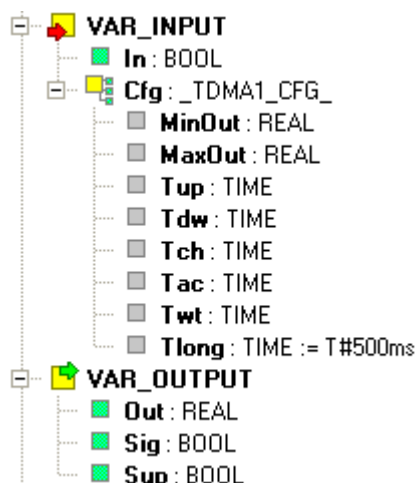 VAR_INPUT
In : BOOL
Cfg : _TDMA1_CFG_
MinOut : REAL
MaxOut : REAL
Tup : TIME
Tdw : TIME
Tch : TIME
Tac : TIME
Twt : TIME
Tlong : TIME := T#500ms
VAR_OUTPUT
Out : REAL
Sig : BOOL
Sup : BOOL